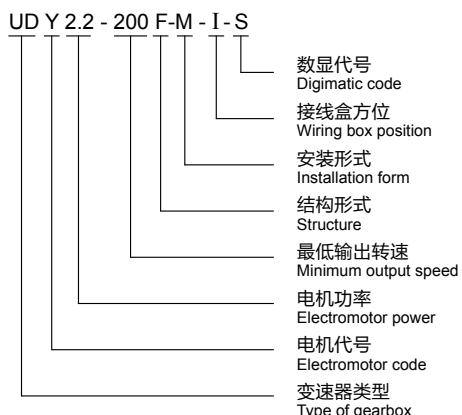 UD Y 2.2 - 200 F-M - I - S
数显代号
Digimatic code
接线盒方位
Wiring box position
安装形式
Installation form
结构形式
Structure
最低输出转速
Minimum output speed
电机功率
Electromotor power
电机代号
Electromotor code
变速器类型
Type of gearbox